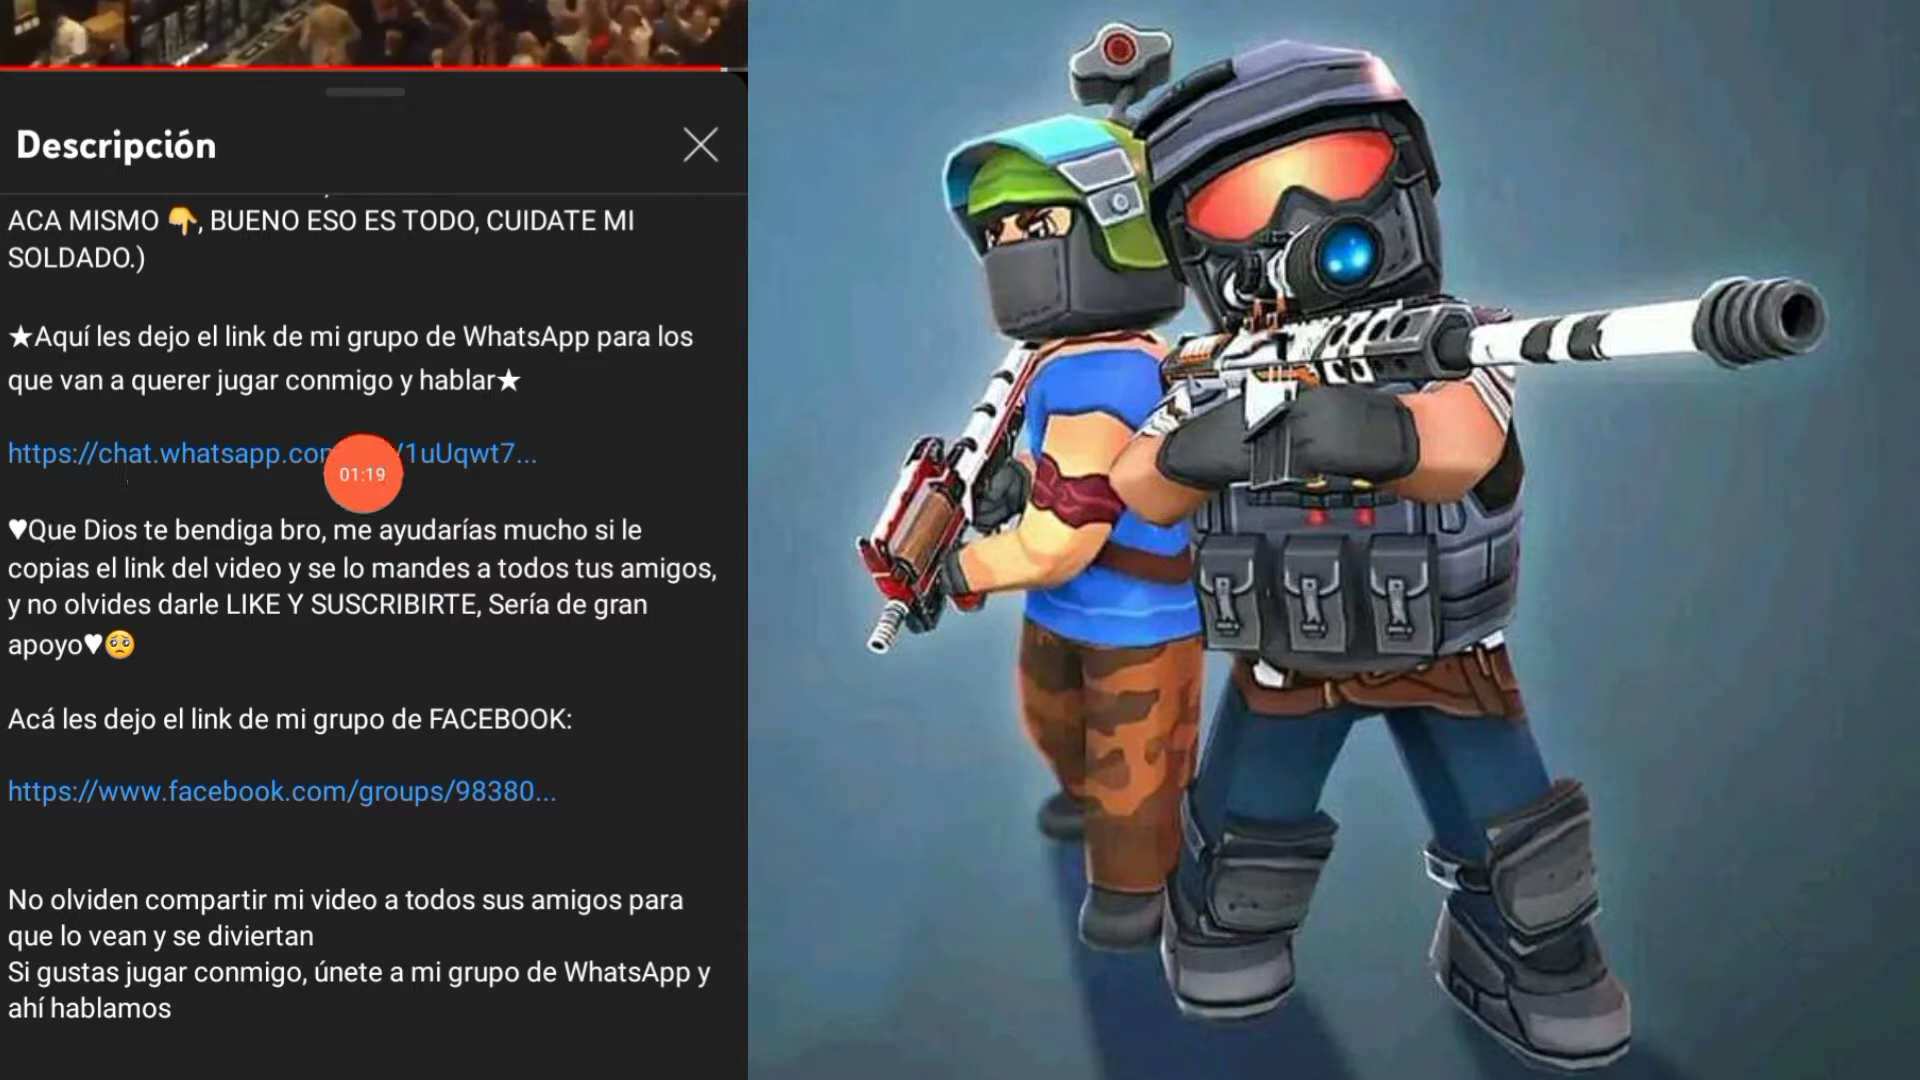 Descripción
ACA MISMO 👇, BUENO ESO ES TODO, CUIDATE MI
SOLDADO.)
★Aquí les dejo el link de mi grupo de WhatsApp para los
que van a querer jugar conmigo y hablar★
https://chat.whatsapp.com/1uUqwt7...
01:19
♥Que Dios te bendiga bro, me ayudarías mucho si le
copias el link del video y se lo mandes a todos tus amigos,
y no olvides darle LIKE Y SUSCRIBIRTE, Sería de gran
apoyo♥🥺
Acá les dejo el link de mi grupo de FACEBOOK:
https://www.facebook.com/groups/98380...
No olviden compartir mi video a todos sus amigos para
que lo vean y se diviertan
Si gustas jugar conmigo, únete a mi grupo de WhatsApp y
ahí hablamos